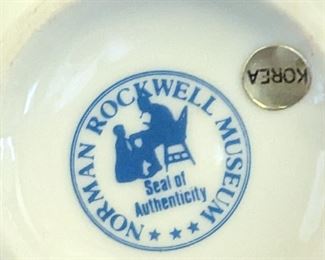 NORMAN ROCKWELL MUSEUM
Seal of
Authenticity
KOREA